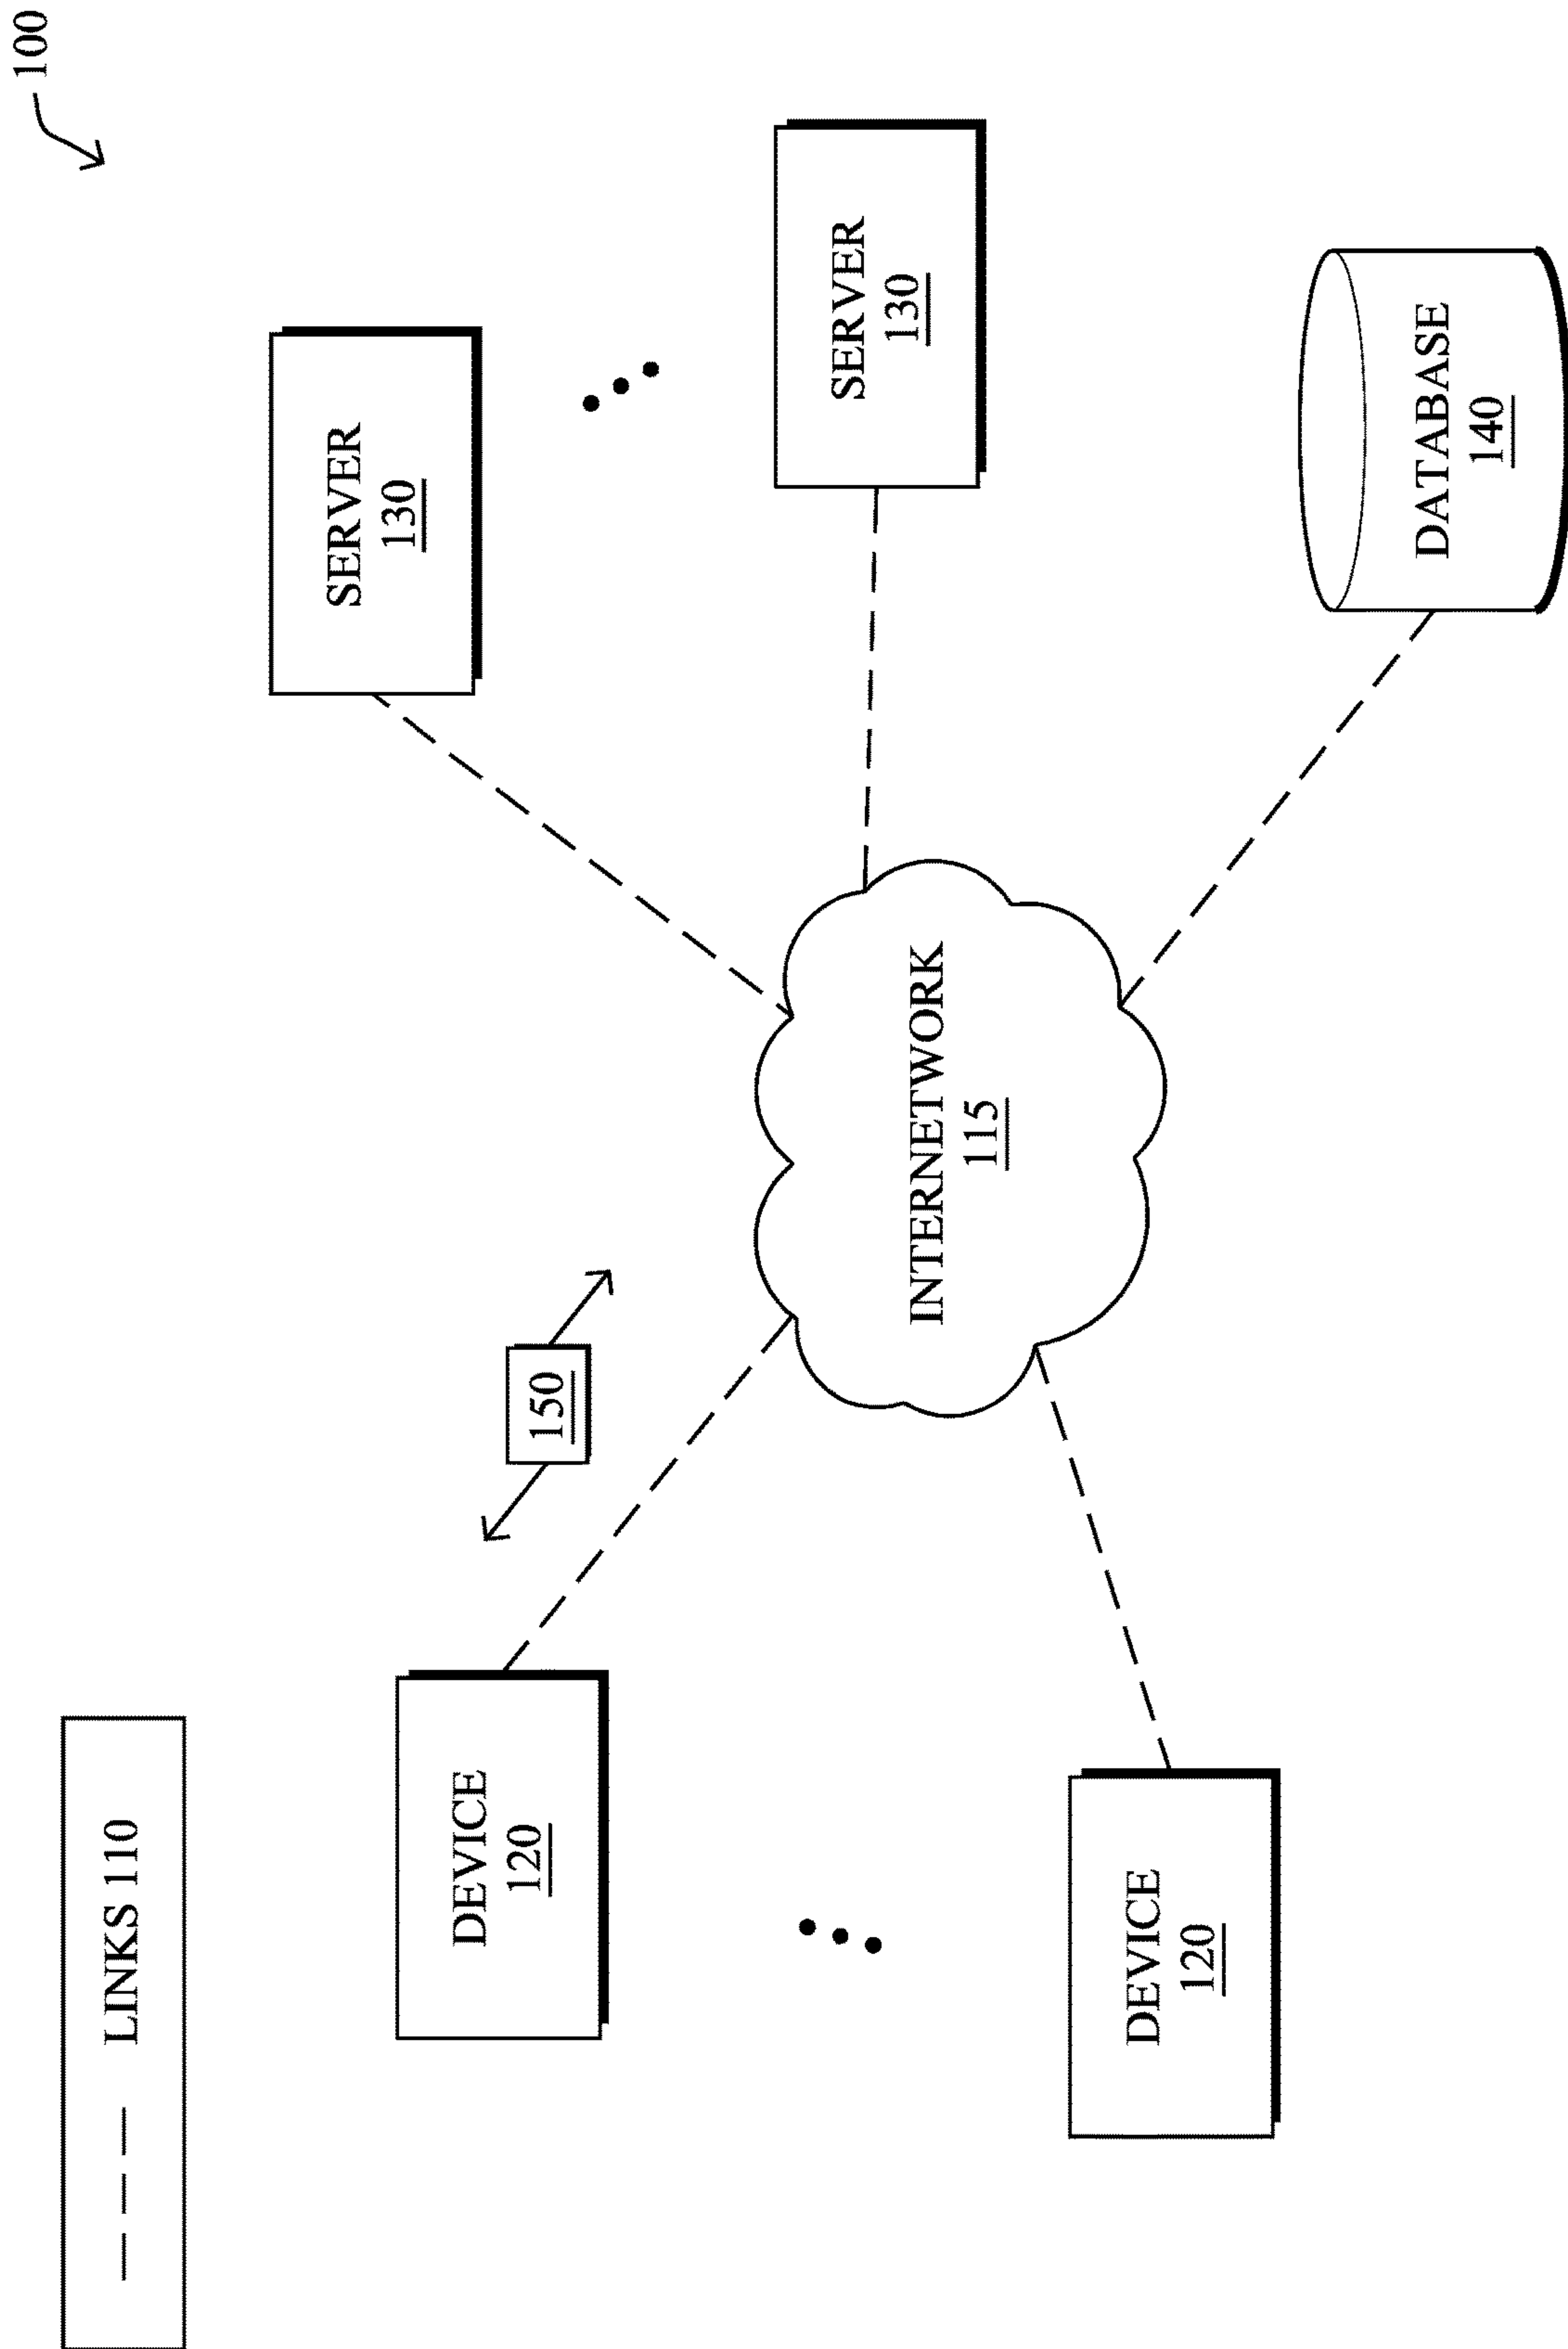 100
LINKS 110
SERVER
130
DEVICE
120
150
SERVER
130
INTERNETWORK
115
DEVICE
120
DATABASE
140